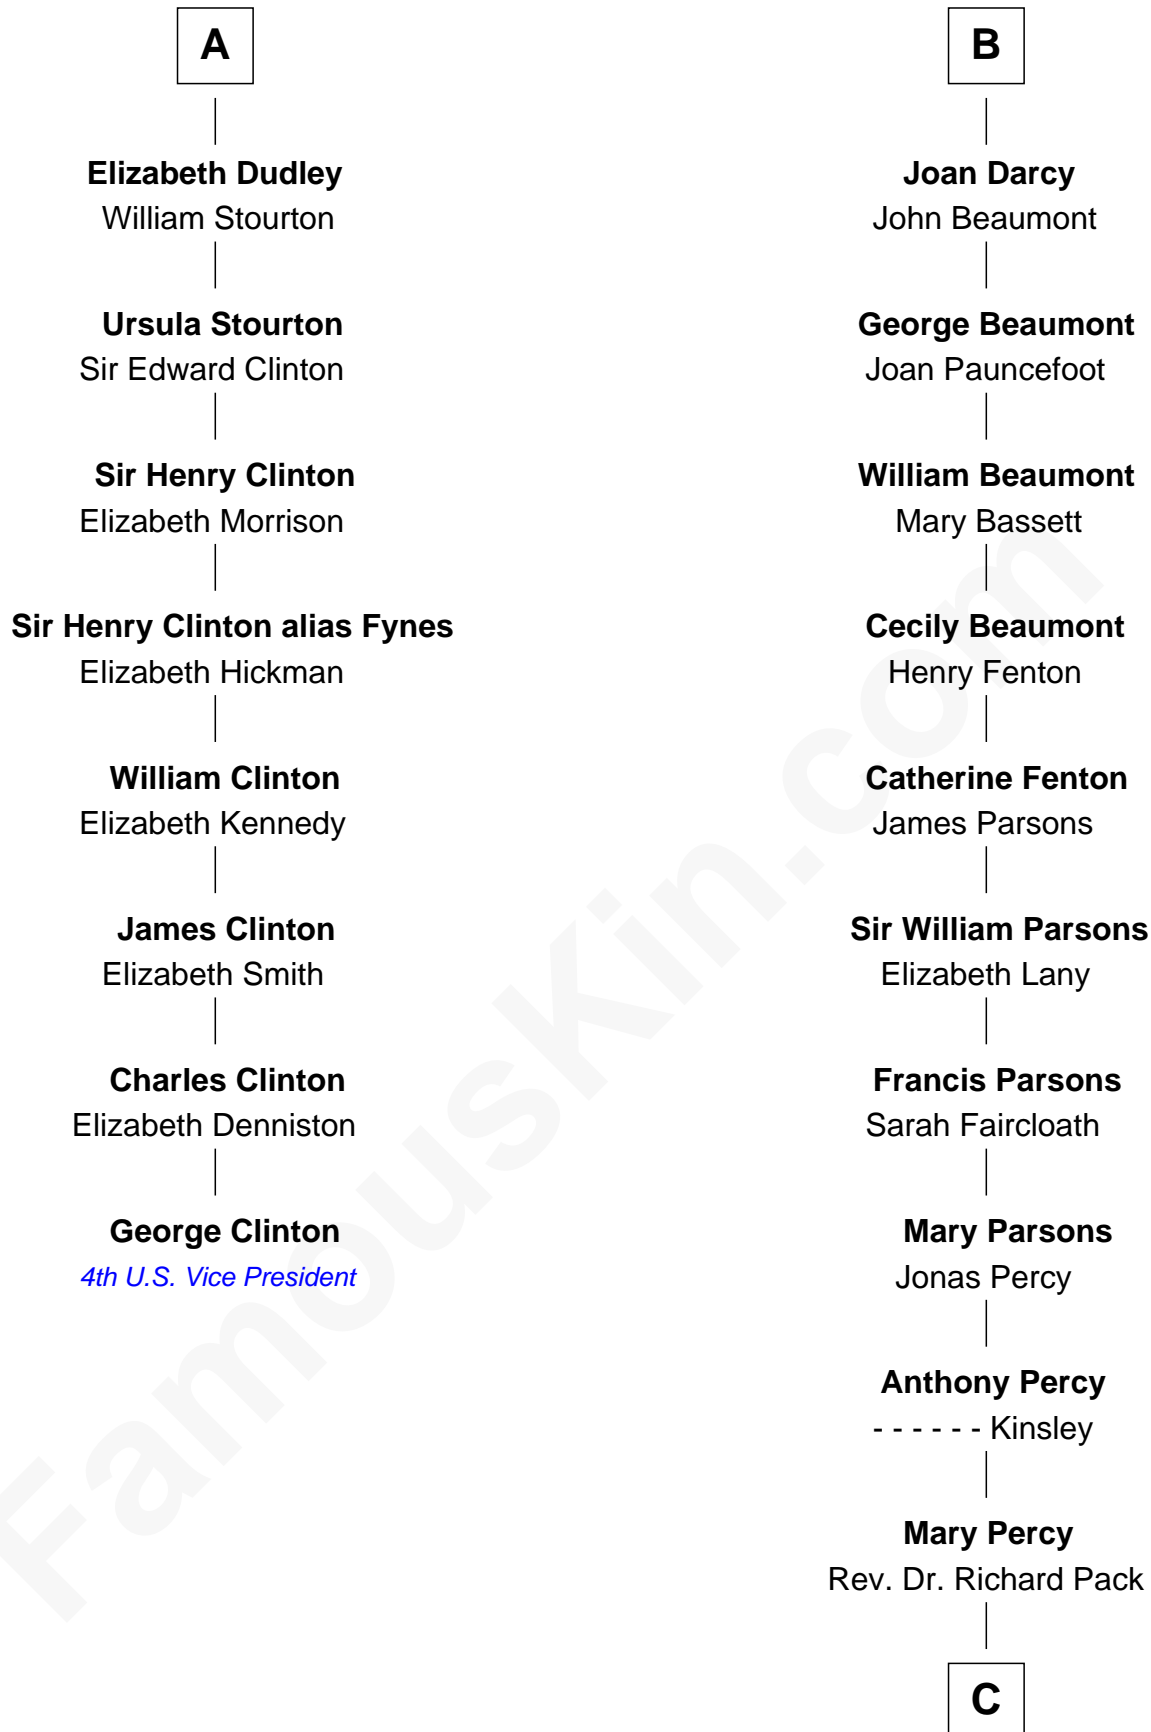 A
Elizabeth Dudley
William Stourton
Ursula Stourton
Sir Edward Clinton
Sir Henry Clinton
Elizabeth Morrison
Sir Henry Clinton alias Fynes
Elizabeth Hickman
William Clinton
Elizabeth Kennedy
James Clinton
Elizabeth Smith
Charles Clinton
Elizabeth Denniston
George Clinton
4th U.S. Vice President
B
Joan Darcy
John Beaumont
George Beaumont
Joan Pauncefoot
William Beaumont
Mary Bassett
Cecily Beaumont
Henry Fenton
Catherine Fenton
James Parsons
Sir William Parsons
Elizabeth Lany
Francis Parsons
Sarah Faircloath
Mary Parsons
Jonas Percy
Anthony Percy
- - - - - - Kinsley
Mary Percy
Rev. Dr. Richard Pack
C
FamousKin.com